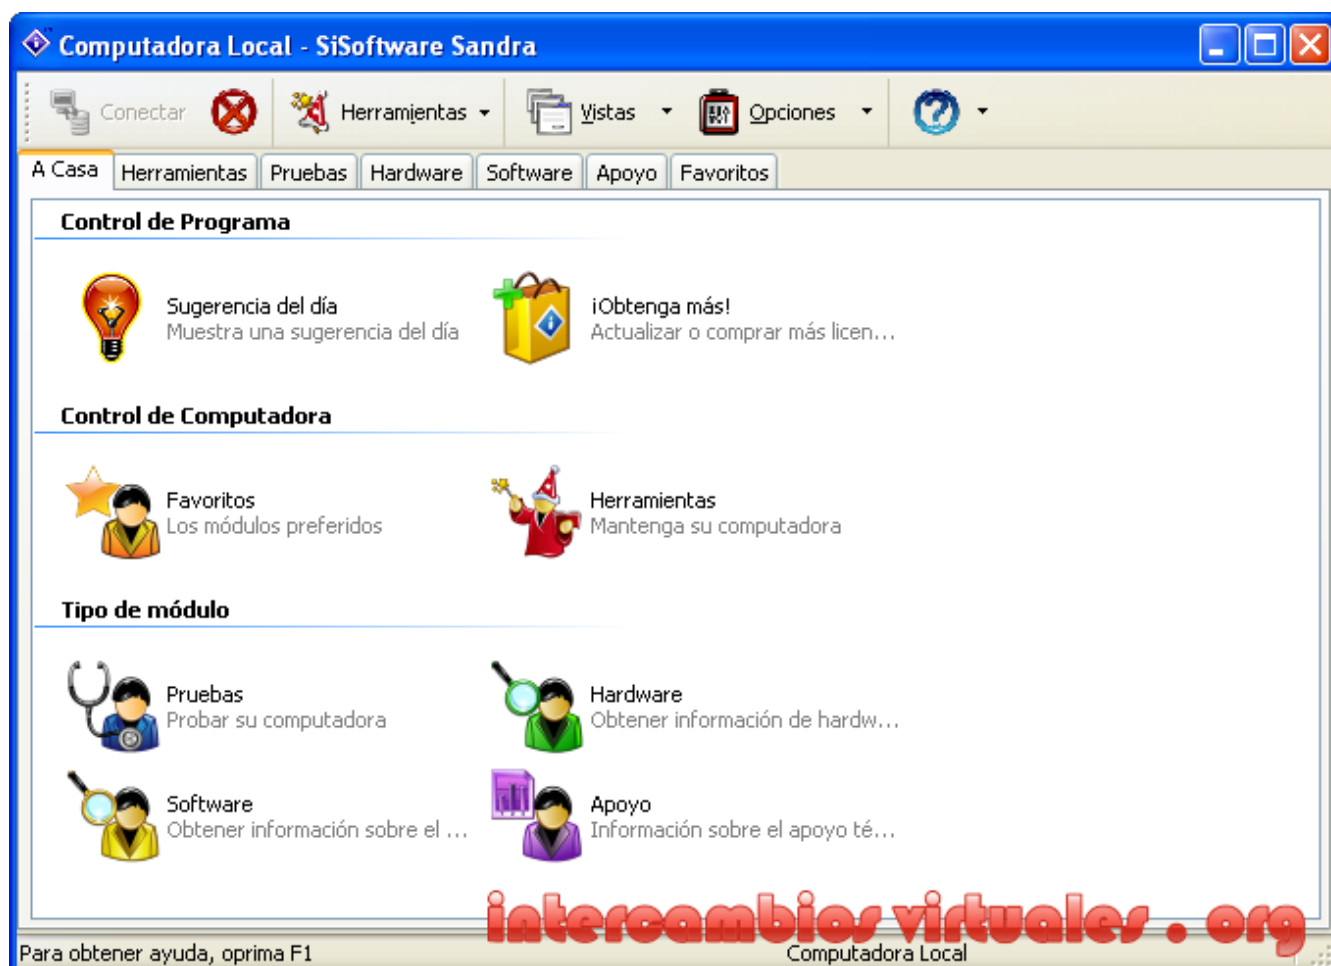 Computadora Local - SiSoftware Sandra
Conectar Herramientas Vistas Opciones
A Casa Herramientas Pruebas Hardware Software Apoyo Favoritos
Control de Programa
Sugerencia del día
Muestra una sugerencia del día
¡Obtenga más!
Actualizar o comprar más licen...
Control de Computadora
Favoritos
Los módulos preferidos
Herramientas
Mantenga su computadora
Tipo de módulo
Pruebas
Probar su computadora
Hardware
Obtener información de hardw...
Software
Obtener información sobre el ...
Apoyo
Información sobre el apoyo té...
intercambios virtuales . org
Para obtener ayuda, oprima F1 Computadora Local